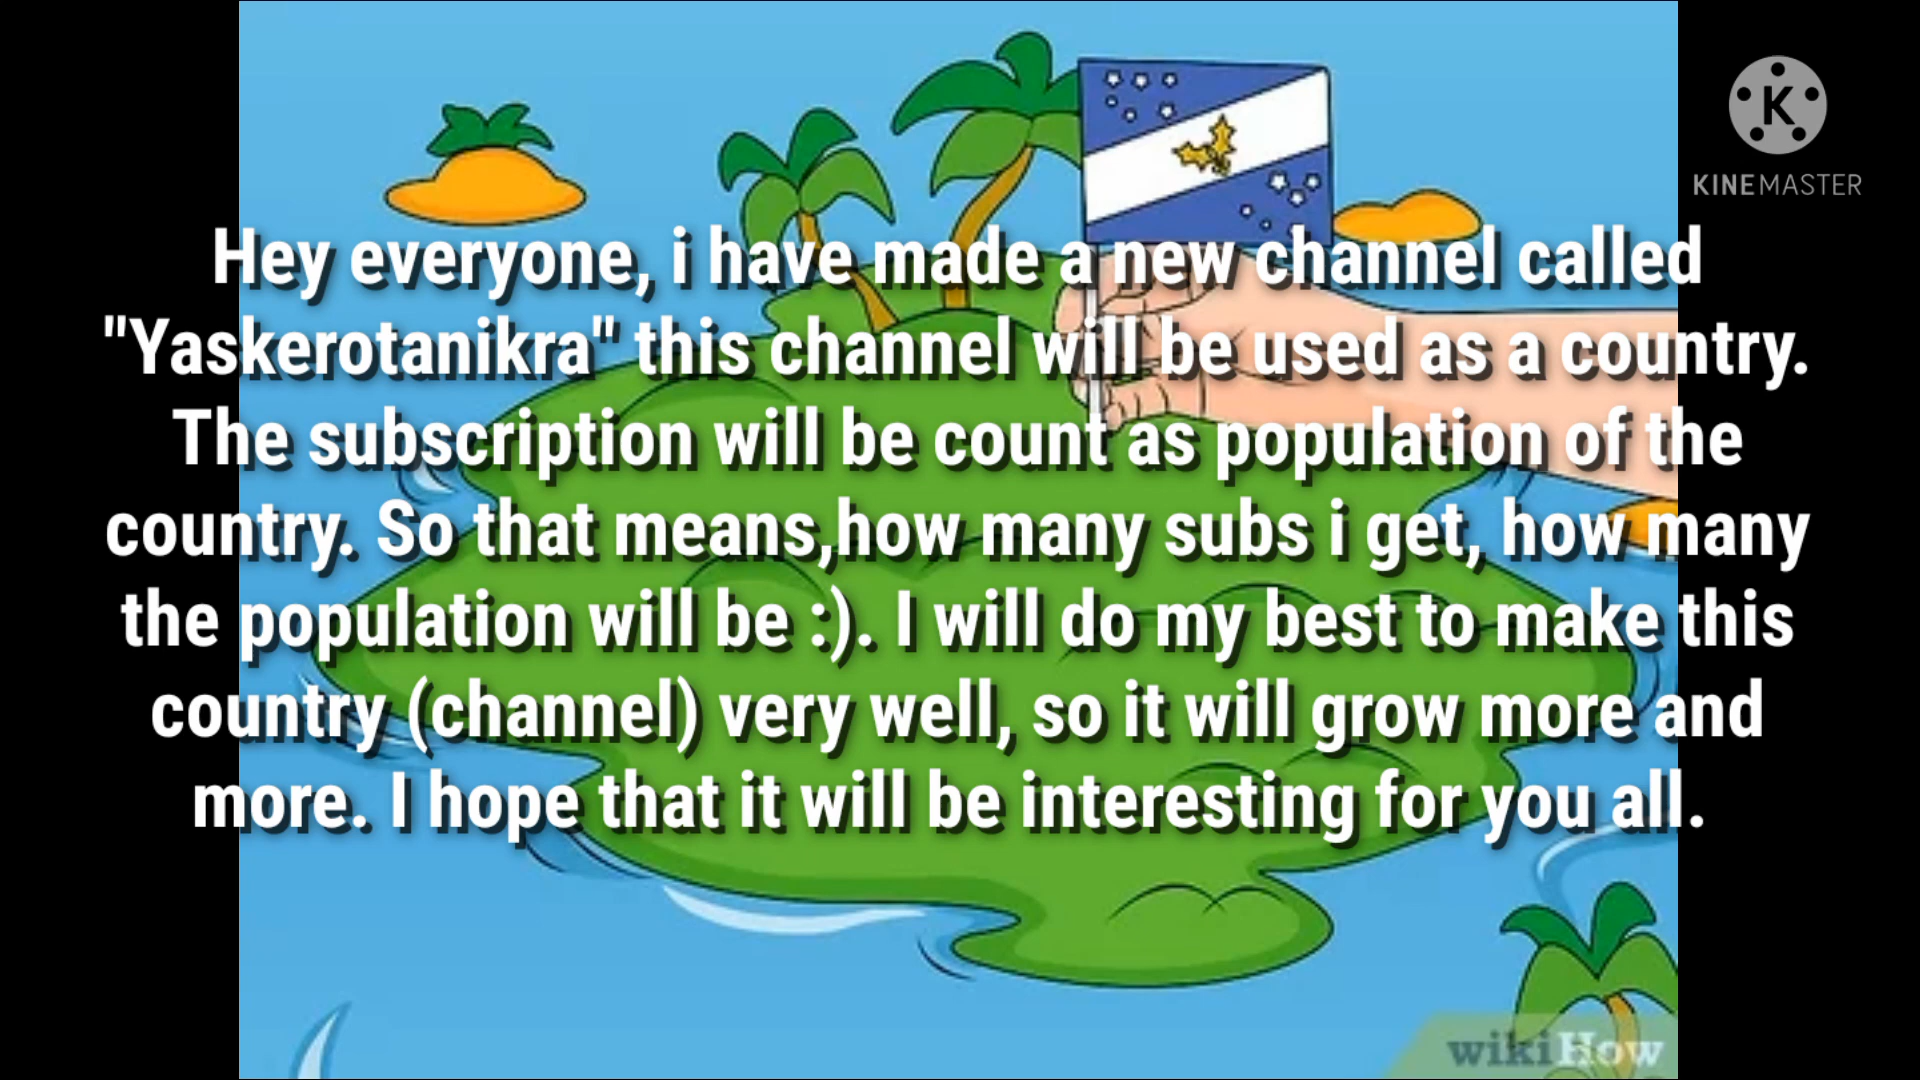 K
KINEMASTER
Hey everyone, i have made a new channel called
"Yaskerotanikra" this channel will be used as a country.
The subscription will be count as population of the
country. So that means,how many subs i get, how many
the population will be :). I will do my best to make this
country (channel) very well, so it will grow more and
more. I hope that it will be interesting for you all.
wikiHow